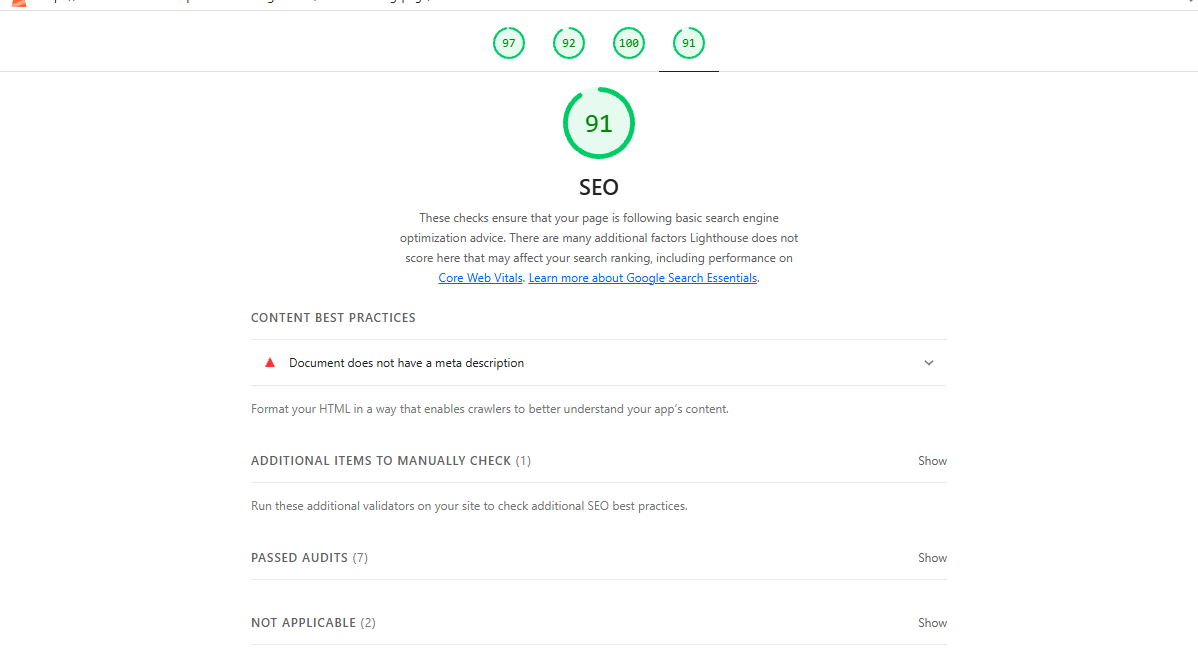 97 92 100 91
91
SEO
These checks ensure that your page is following basic search engine
optimization advice. There are many additional factors Lighthouse does not
score here that may affect your search ranking, including performance on
Core Web Vitals. Learn more about Google Search Essentials.
CONTENT BEST PRACTICES
Document does not have a meta description
Format your HTML in a way that enables crawlers to better understand your app’s content.
ADDITIONAL ITEMS TO MANUALLY CHECK (1) Show
Run these additional validators on your site to check additional SEO best practices.
PASSED AUDITS (7) Show
NOT APPLICABLE (2) Show